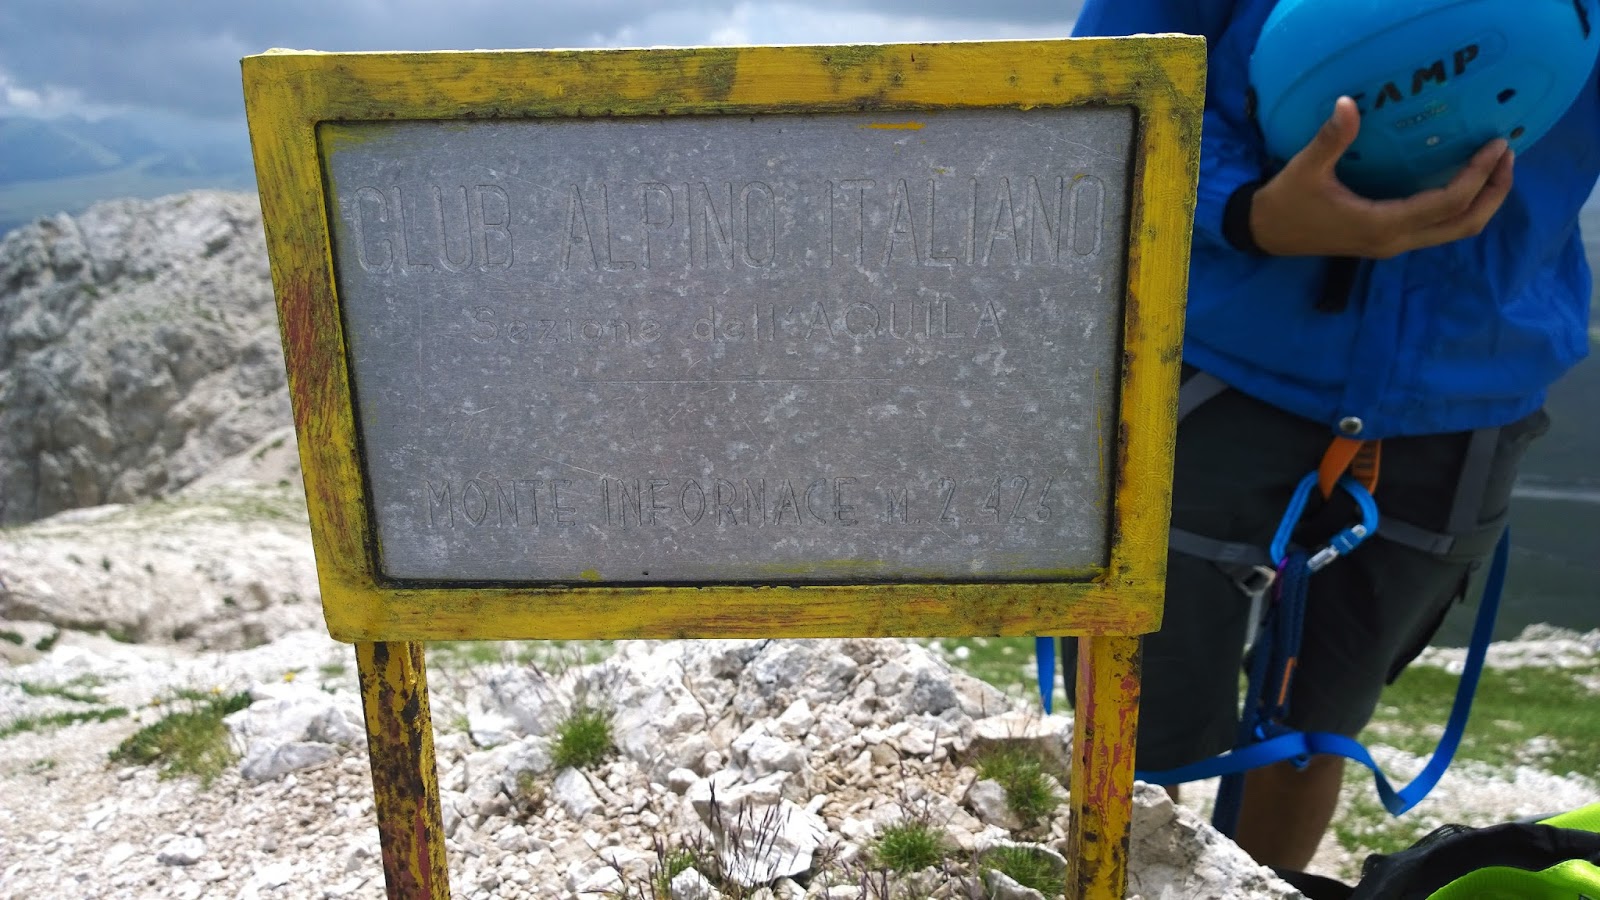 CLUB ALPINO ITALIANO
Sezione dell'AQUILA
MONTE INFORNACE M. 2.426
CAMP